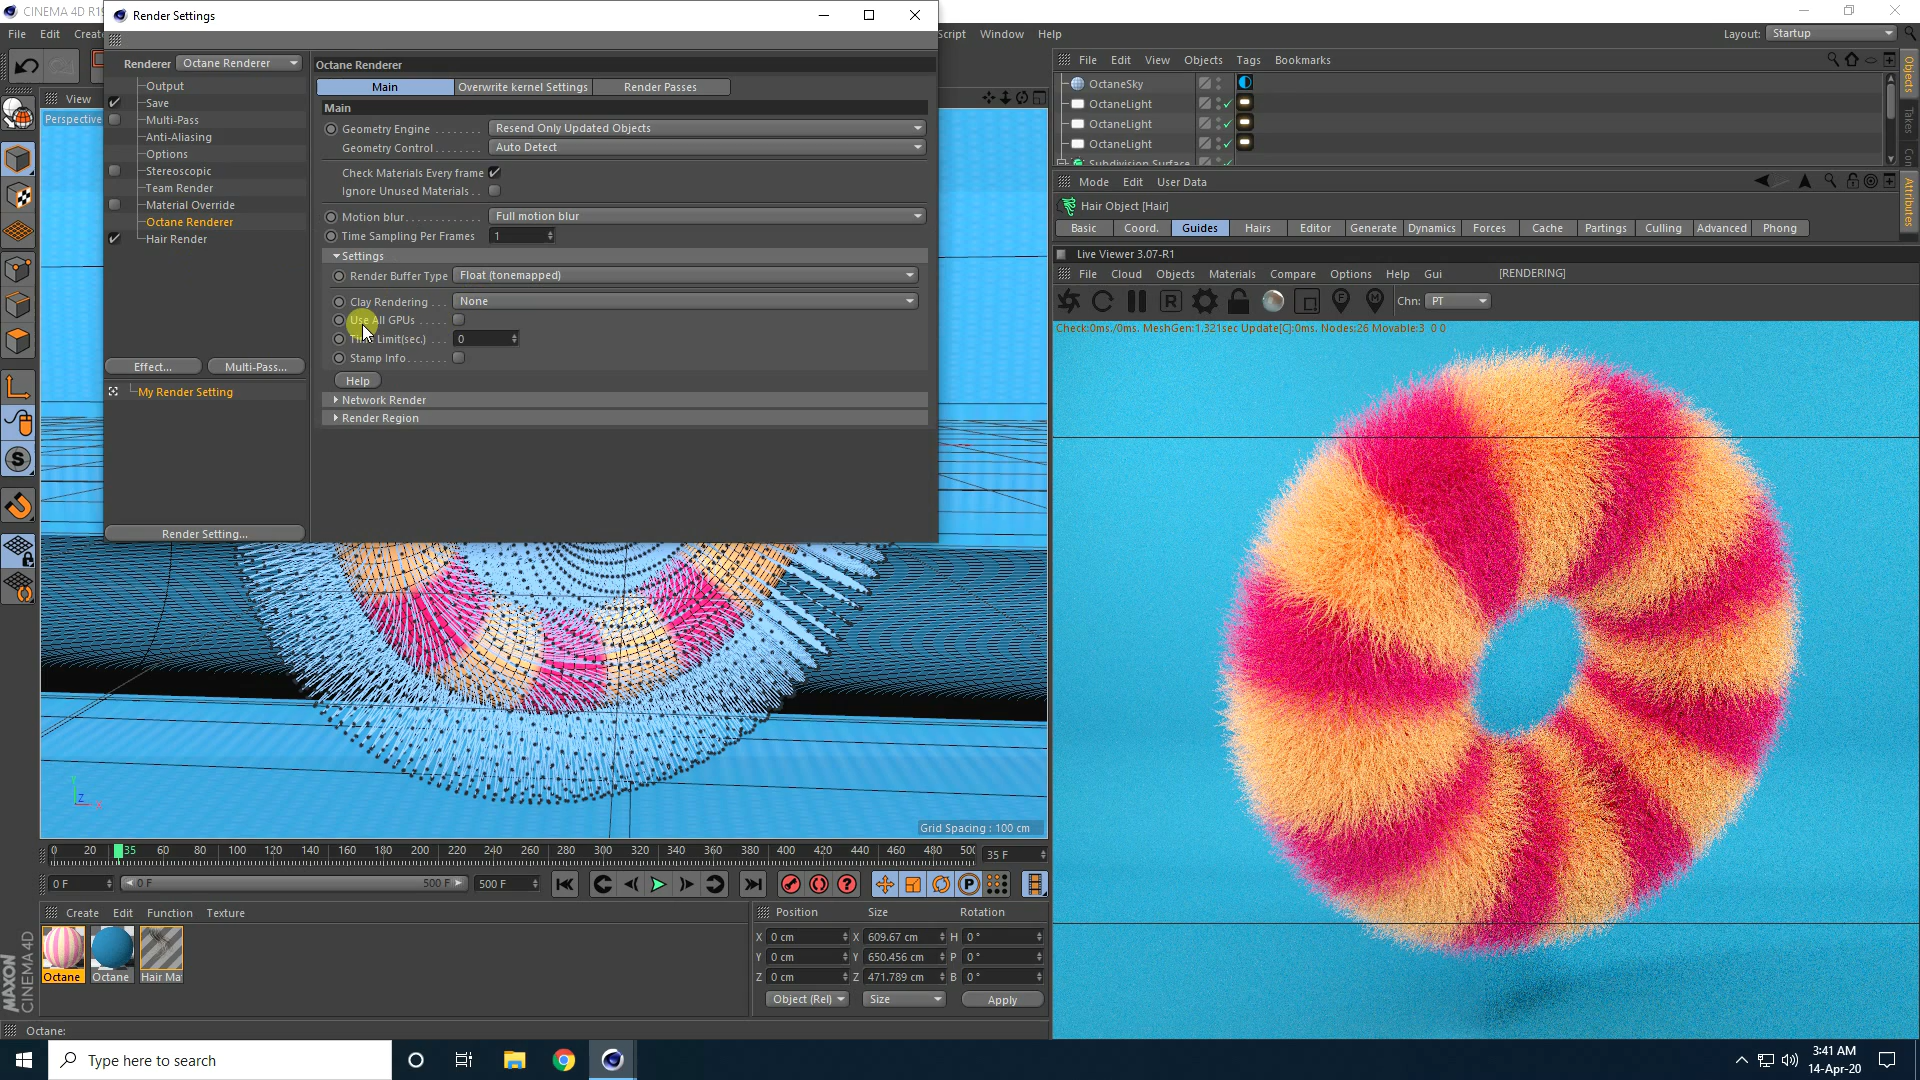 CINEMA 4D R19
Render Settings
File Edit Creat
Script Window Help
Layout: Startup
Renderer Octane Renderer
Output
Save
Multi-Pass
Anti-Aliasing
Options
Stereoscopic
Team Render
Material Override
Octane Renderer
Hair Render
Effect... Multi-Pass...
My Render Setting
Render Setting...
Octane Renderer
Main Overwrite kernel Settings Render Passes
Main
Geometry Engine Resend Only Updated Objects
Geometry Control Auto Detect
Check Materials Every frame
Ignore Unused Materials
Motion blur Full motion blur
Time Sampling Per Frames 1
Settings
Render Buffer Type Float (tonemapped)
Clay Rendering None
Use All GPUs
Limit(sec.) 0
Stamp Info
Help
Network Render
Render Region
View
Perspective
Grid Spacing : 100 cm
File Edit View Objects Tags Bookmarks
OctaneSky
OctaneLight
OctaneLight
OctaneLight
Subdivision Surface
Objects
Takes
Attributes
Mode Edit User Data
Hair Object [Hair]
Basic Coord. Guides Hairs Editor Generate Dynamics Forces Cache Partings Culling Advanced Phong
Live Viewer 3.07-R1
File Cloud Objects Materials Compare Options Help Gui [RENDERING]
R Chn: PT
Check:0ms./0ms. MeshGen:1.321sec Update[C]:0ms. Nodes:26 Movable:3 0 0
0 20 35 60 80 100 120 140 160 180 200 220 240 260 280 300 320 340 360 380 400 420 440 460 480 500 35 F
0 F 0 F 500 F 500 F
Create Edit Function Texture
Octane Octane Hair Ma
Position Size Rotation
X 0 cm X 609.67 cm H 0 °
Y 0 cm Y 650.456 cm P 0 °
Z 0 cm Z 471.789 cm B 0 °
Object (Rel) Size Apply
MAXON
CINEMA 4D
Octane:
Type here to search
3:41 AM
14-Apr-20